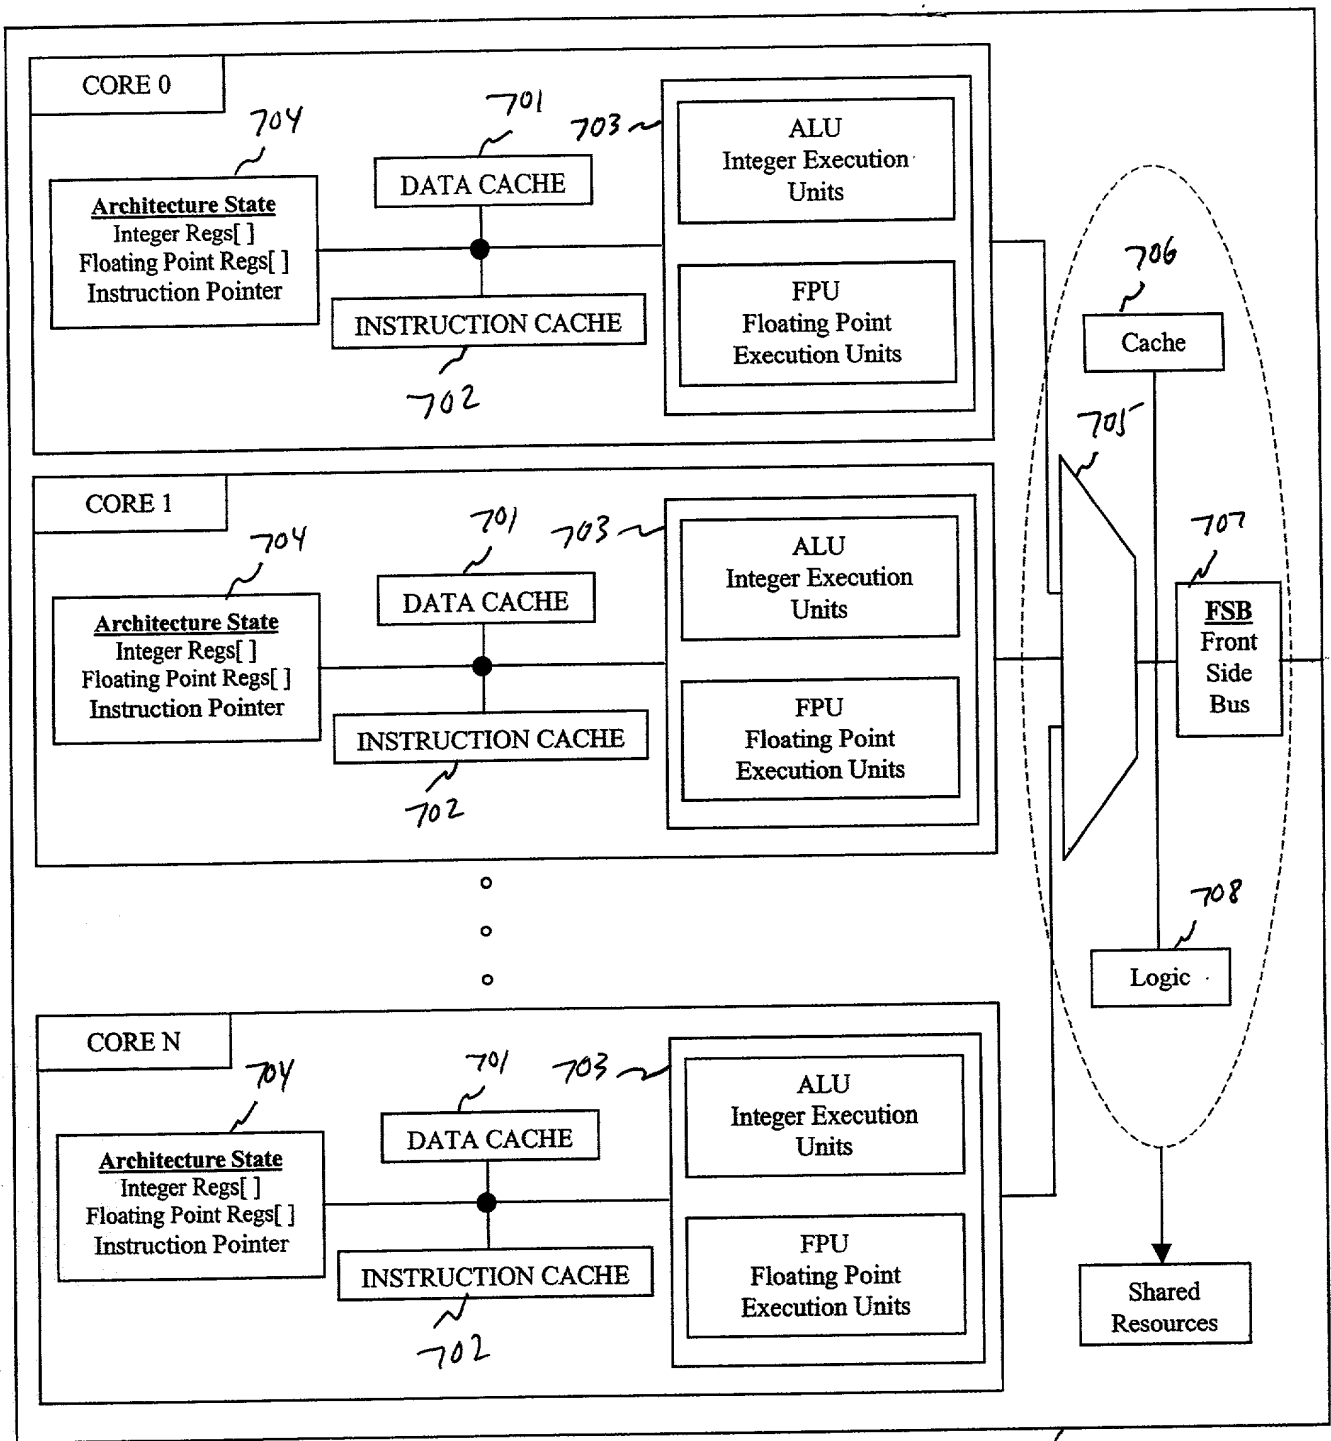 CORE 0
704
701
703
Architecture State
Integer Regs[ ]
Floating Point Regs[ ]
Instruction Pointer
DATA CACHE
INSTRUCTION CACHE
702
ALU
Integer Execution
Units
FPU
Floating Point
Execution Units
CORE 1
704
701
703
Architecture State
Integer Regs[ ]
Floating Point Regs[ ]
Instruction Pointer
DATA CACHE
INSTRUCTION CACHE
702
ALU
Integer Execution
Units
FPU
Floating Point
Execution Units
CORE N
704
701
703
Architecture State
Integer Regs[ ]
Floating Point Regs[ ]
Instruction Pointer
DATA CACHE
INSTRUCTION CACHE
702
ALU
Integer Execution
Units
FPU
Floating Point
Execution Units
706
Cache
705
707
FSB
Front
Side
Bus
708
Logic
Shared
Resources